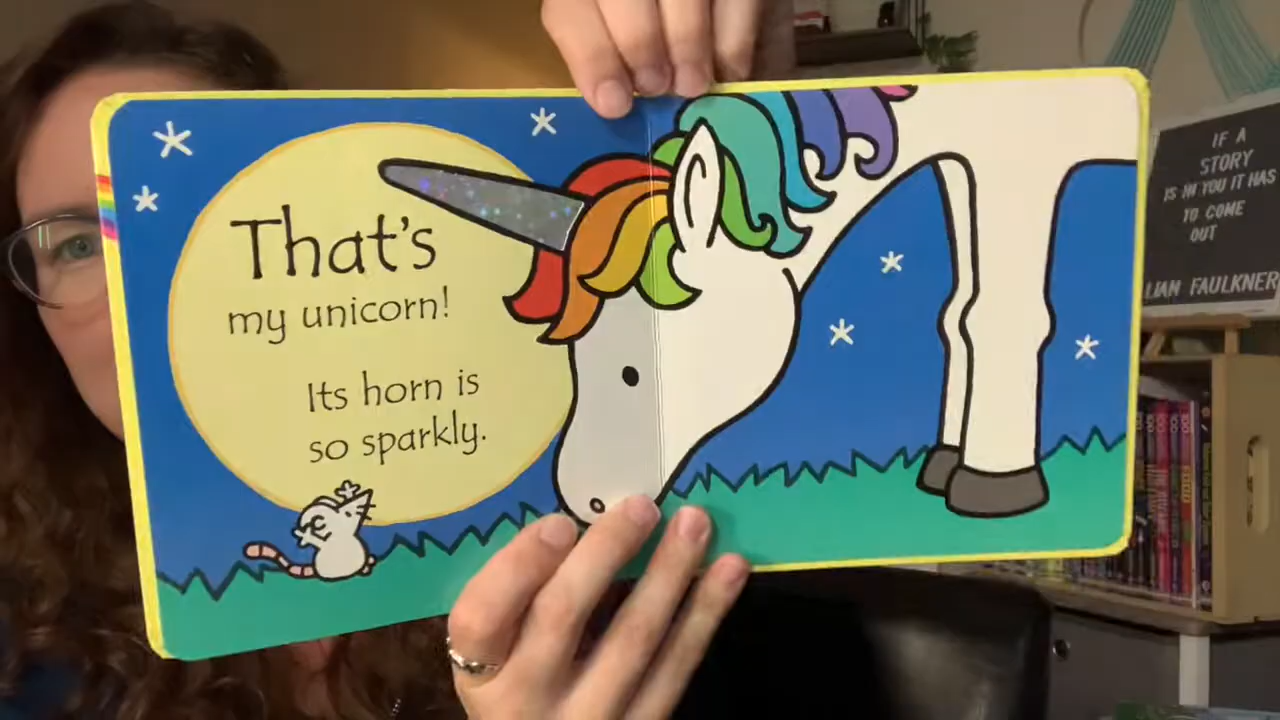 That's
my unicorn!
Its horn is
so sparkly.
IF A
STORY
IS IN YOU IT HAS
TO COME
OUT
LIAN FAULKNER